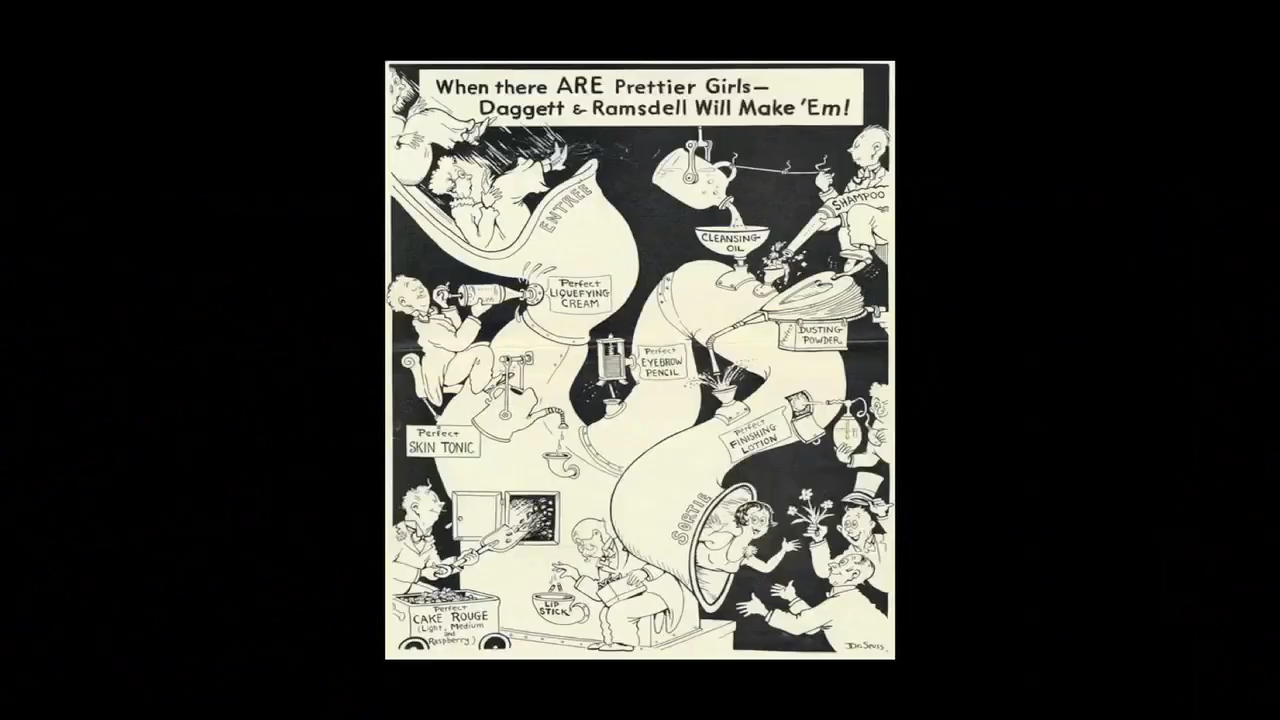 When there ARE Prettier Girls—
Daggett & Ramsdell Will Make 'Em!
ENTREE
SHAMPOO
CLEANSING
OIL
Perfect
LIQUEFYING
CREAM
DUSTING
POWDER
Perfect
EYEBROW
PENCIL
Perfect
FINISHING
LOTION
Perfect
SKIN TONIC
SORTIE
LIP
STICK
Perfect
CAKE ROUGE
(Light, Medium
and
Raspberry)
Dr. Seuss